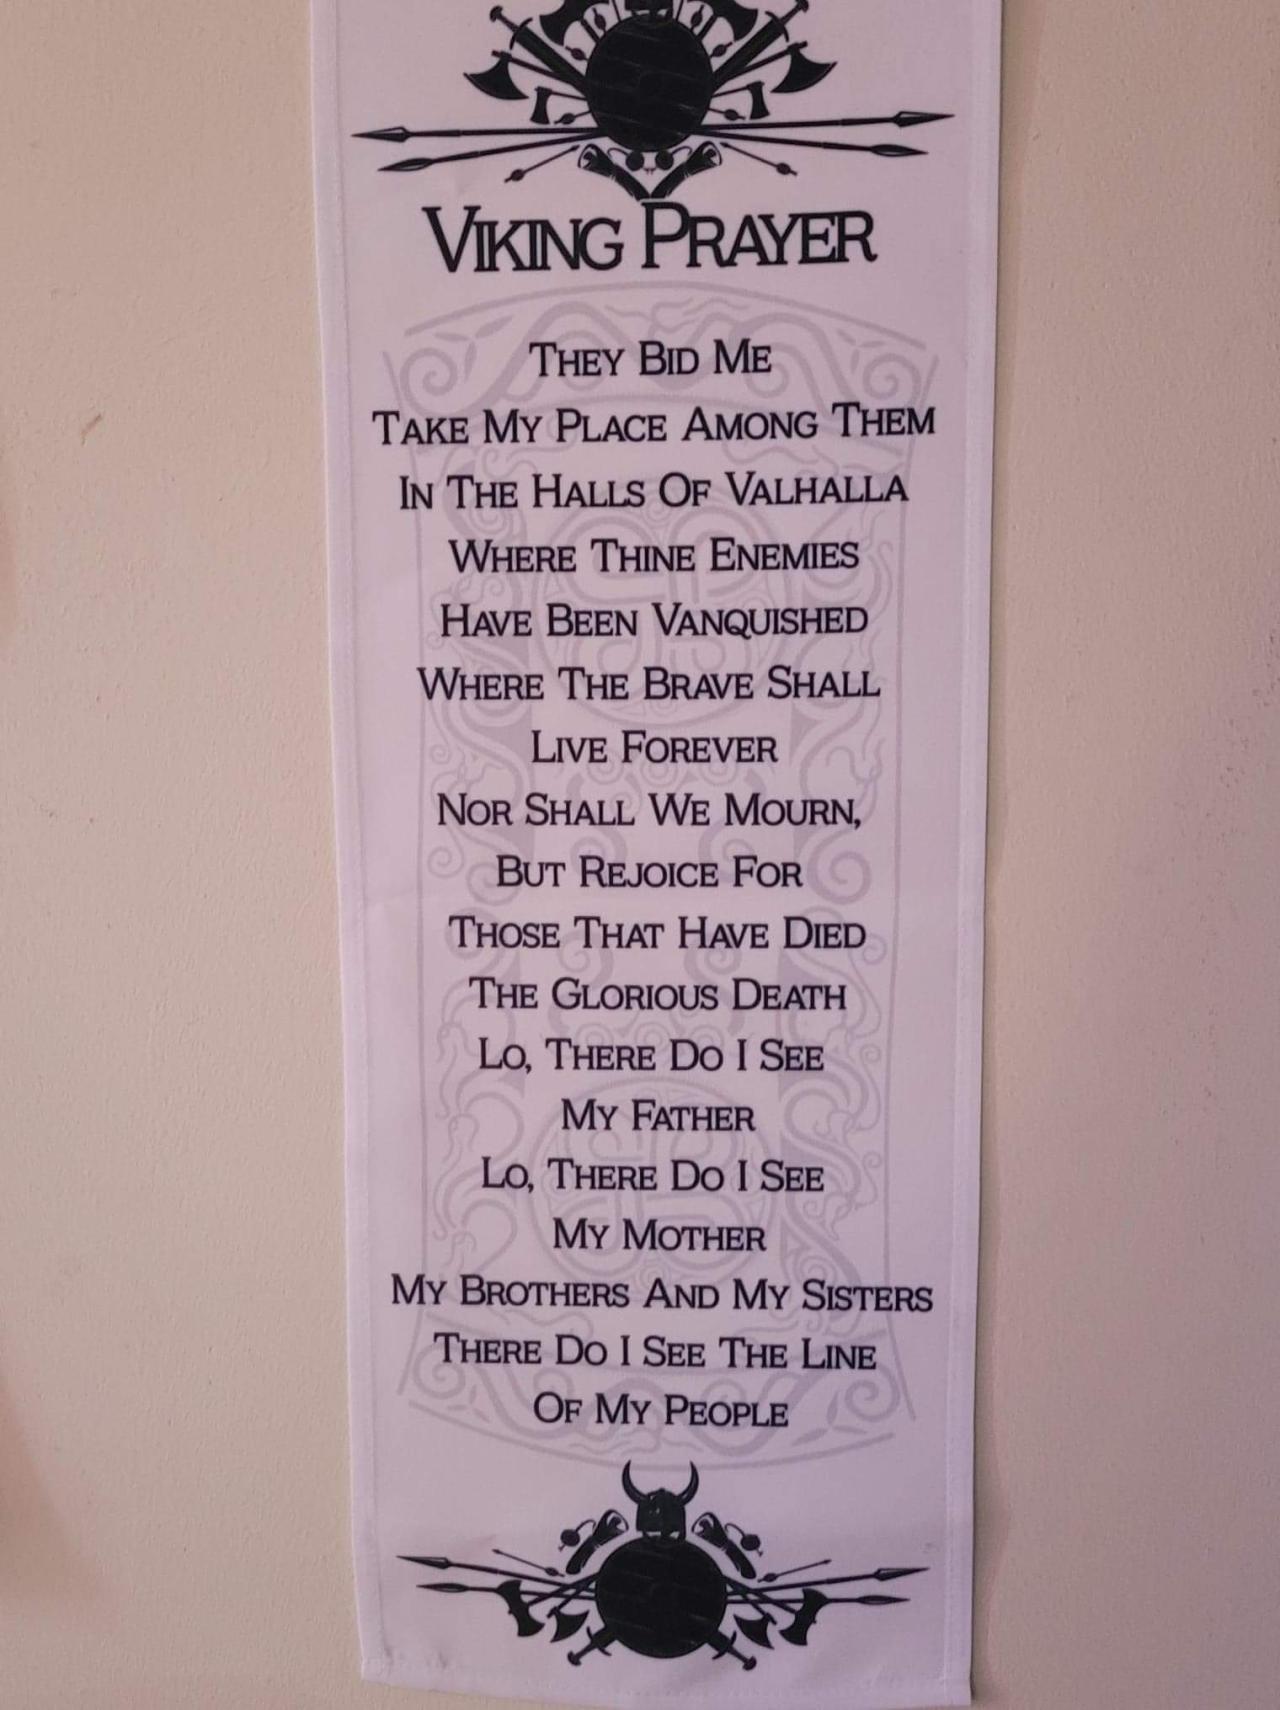 VIKING PRAYER
THEY BID ME
TAKE MY PLACE AMONG THEM
IN THE HALLS OF VALHALLA
WHERE THINE ENEMIES
HAVE BEEN VANQUISHED
WHERE THE BRAVE SHALL
LIVE FOREVER
NOR SHALL WE MOURN,
BUT REJOICE FOR
THOSE THAT HAVE DIED
THE GLORIOUS DEATH
LO, THERE DO I SEE
MY FATHER
LO, THERE DO I SEE
MY MOTHER
MY BROTHERS AND MY SISTERS
THERE DO I SEE THE LINE
OF MY PEOPLE